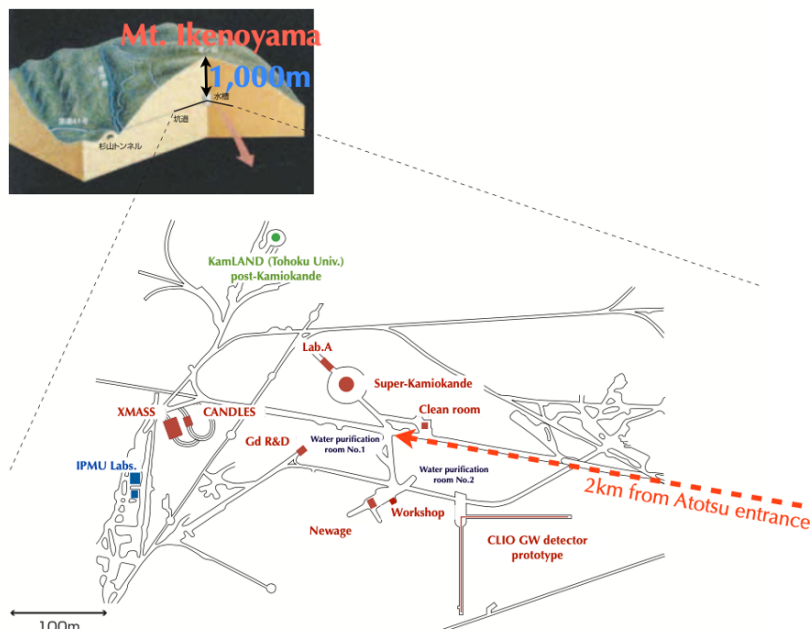 Mt. Ikenoyama
1,000m
水槽
坑道
杉山トンネル
KamLAND (Tohoku Univ.)
post-Kamiokande
Lab.A
Super-Kamiokande
XMASS
CANDLES
Clean room
Gd R&D
Water purification
room No.1
IPMU Labs.
Water purification
room No.2
2km from Atotsu entrance
Newage
Workshop
CLIO GW detector
prototype
100m